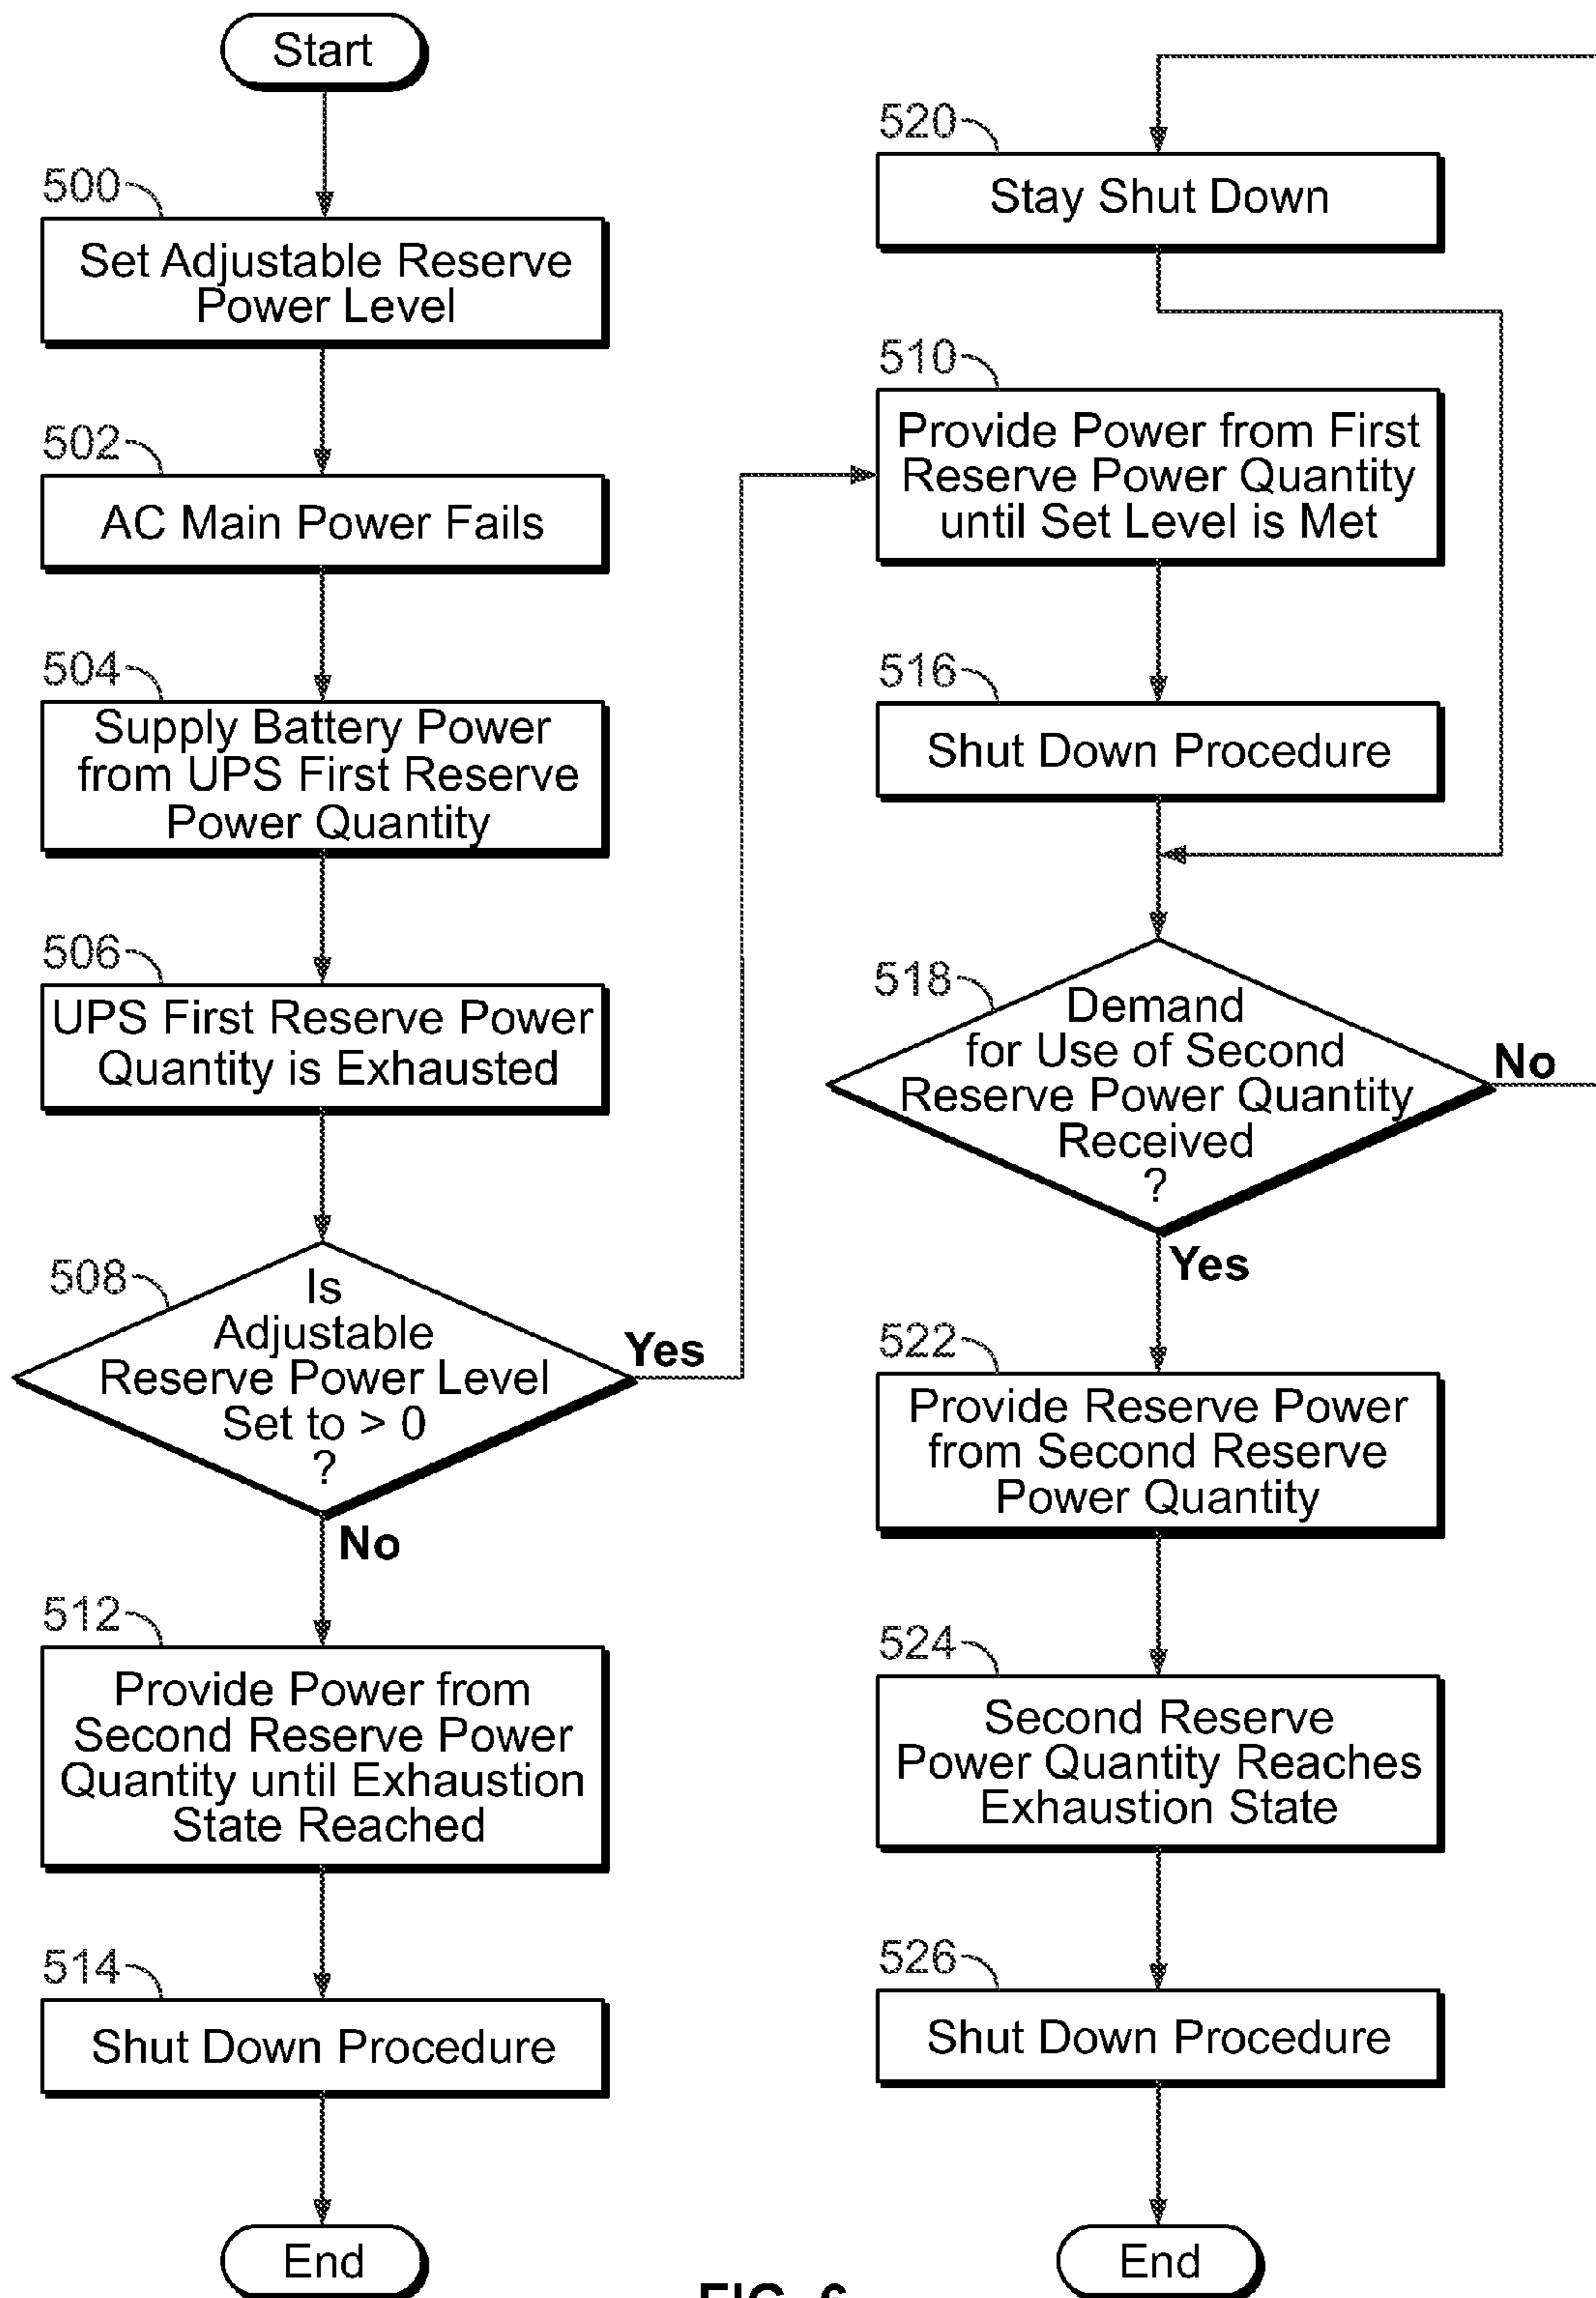 Start
500
Set Adjustable Reserve
Power Level
502
AC Main Power Fails
504
Supply Battery Power
from UPS First Reserve
Power Quantity
506
UPS First Reserve Power
Quantity is Exhausted
508
Is
Adjustable
Reserve Power Level
Set to > 0
?
Yes
No
512
Provide Power from
Second Reserve Power
Quantity until Exhaustion
State Reached
514
Shut Down Procedure
End
520
Stay Shut Down
510
Provide Power from First
Reserve Power Quantity
until Set Level is Met
516
Shut Down Procedure
518
Demand
for Use of Second
Reserve Power Quantity
Received
?
No
Yes
522
Provide Reserve Power
from Second Reserve
Power Quantity
524
Second Reserve
Power Quantity Reaches
Exhaustion State
526
Shut Down Procedure
End
FIG. 6